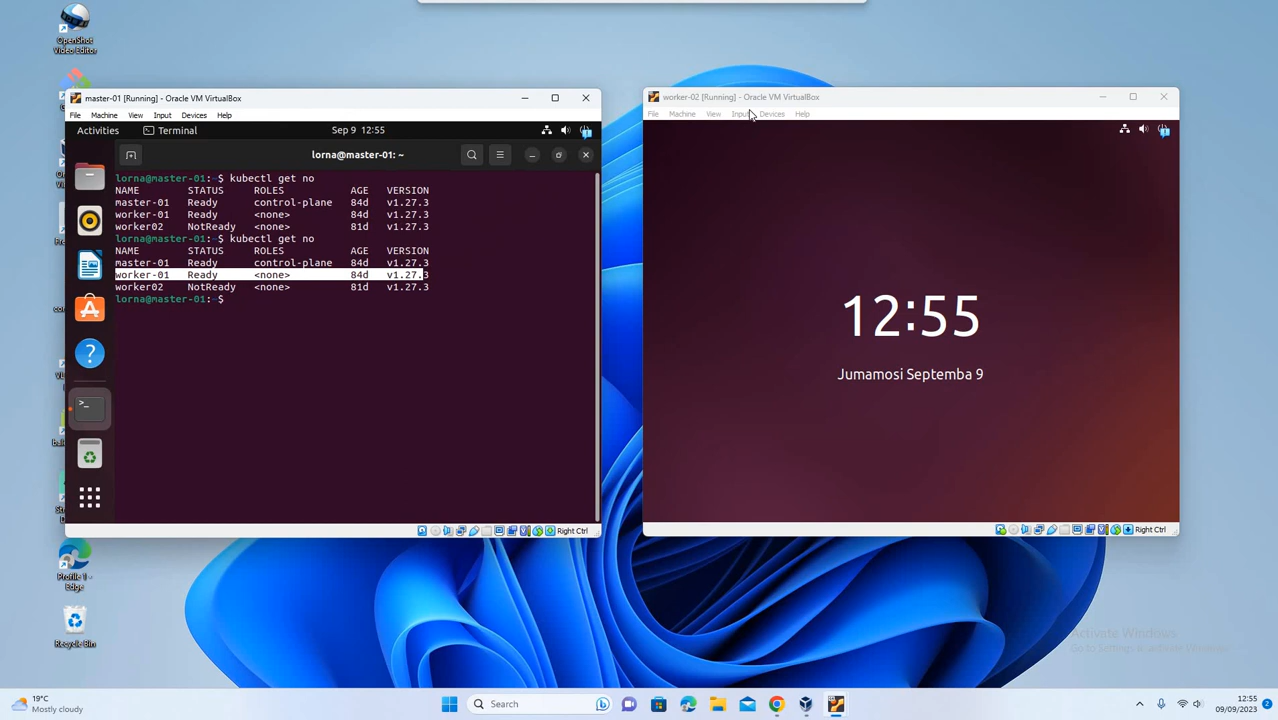 OpenShot
Video Editor
master-01 [Running] - Oracle VM VirtualBox
File Machine View Input Devices Help
Activities Terminal Sep 9 12:55
lorna@master-01: ~
lorna@master-01:~$ kubectl get no
NAME STATUS ROLES AGE VERSION
master-01 Ready control-plane 84d v1.27.3
worker-01 Ready <none> 84d v1.27.3
worker02 NotReady <none> 81d v1.27.3
lorna@master-01:~$ kubectl get no
NAME STATUS ROLES AGE VERSION
master-01 Ready control-plane 84d v1.27.3
worker-01 Ready <none> 84d v1.27.3
worker02 NotReady <none> 81d v1.27.3
lorna@master-01:~$
Right Ctrl
worker-02 [Running] - Oracle VM VirtualBox
File Machine View Input Devices Help
12:55
Jumamosi Septemba 9
Right Ctrl
Profile 1 -
Edge
Recycle Bin
Activate Windows
Go to Settings to activate Windows.
19°C
Mostly cloudy
Search
12:55
09/09/2023